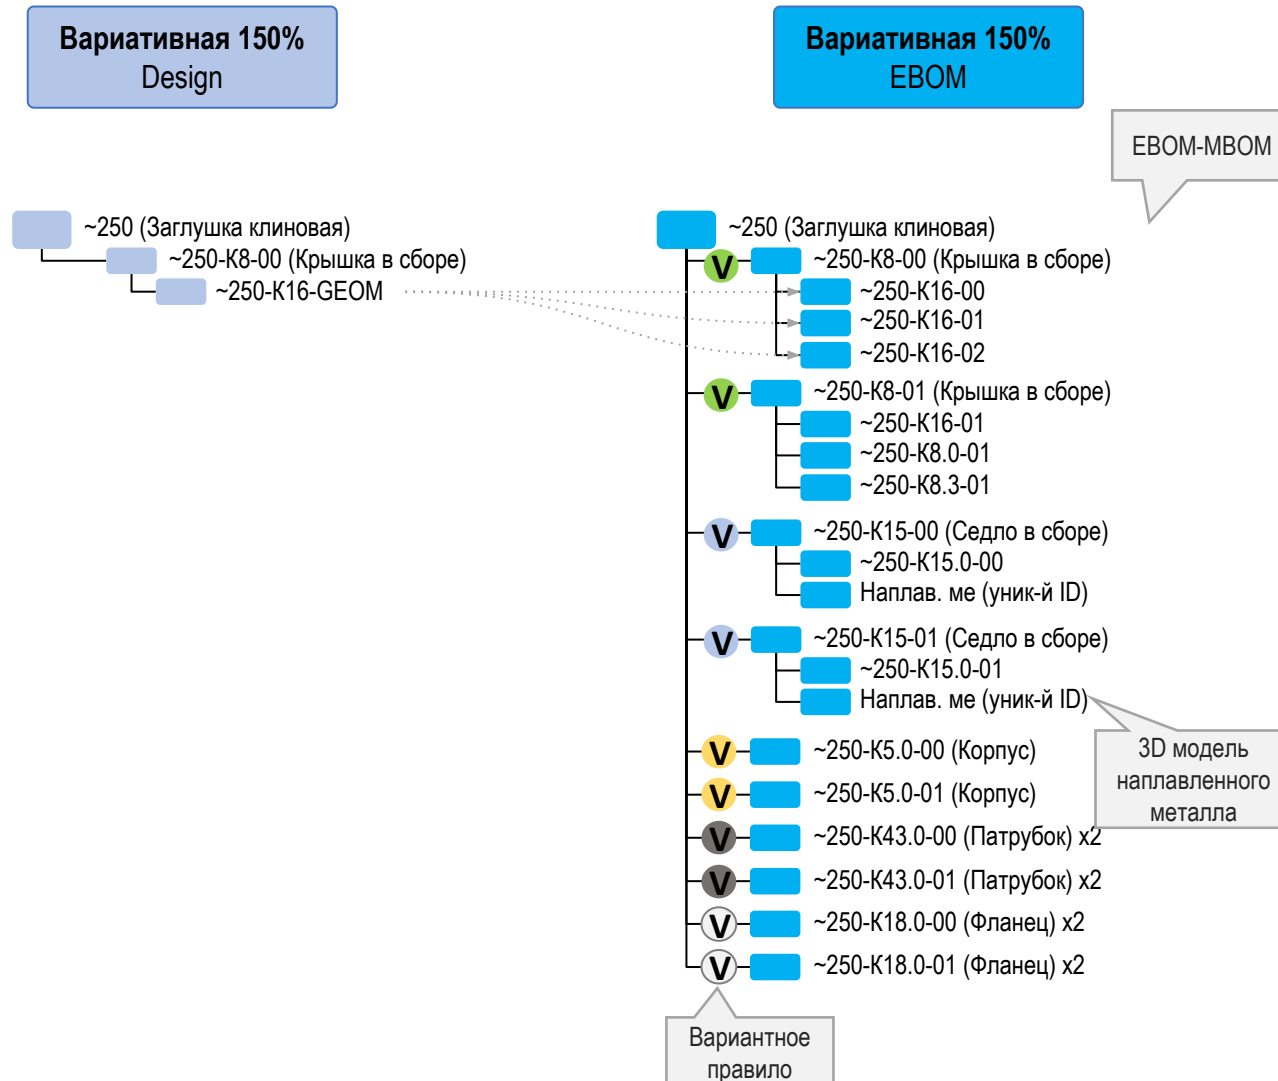 Вариативная 150%
Design
Вариативная 150%
EBOM
EBOM-MBOM
~250 (Заглушка клиновая)
~250-К8-00 (Крышка в сборе)
~250-К16-GEOM
~250 (Заглушка клиновая)
V
~250-К8-00 (Крышка в сборе)
~250-К16-00
~250-К16-01
~250-К16-02
V
~250-К8-01 (Крышка в сборе)
~250-К16-01
~250-К8.0-01
~250-К8.3-01
V
~250-К15-00 (Седло в сборе)
~250-К15.0-00
Наплав. ме (уник-й ID)
V
~250-К15-01 (Седло в сборе)
~250-К15.0-01
Наплав. ме (уник-й ID)
3D модель
наплавленного
металла
V
~250-К5.0-00 (Корпус)
V
~250-К5.0-01 (Корпус)
V
~250-К43.0-00 (Патрубок) х2
V
~250-К43.0-01 (Патрубок) х2
V
~250-К18.0-00 (Фланец) х2
V
~250-К18.0-01 (Фланец) х2
Вариантное
правило